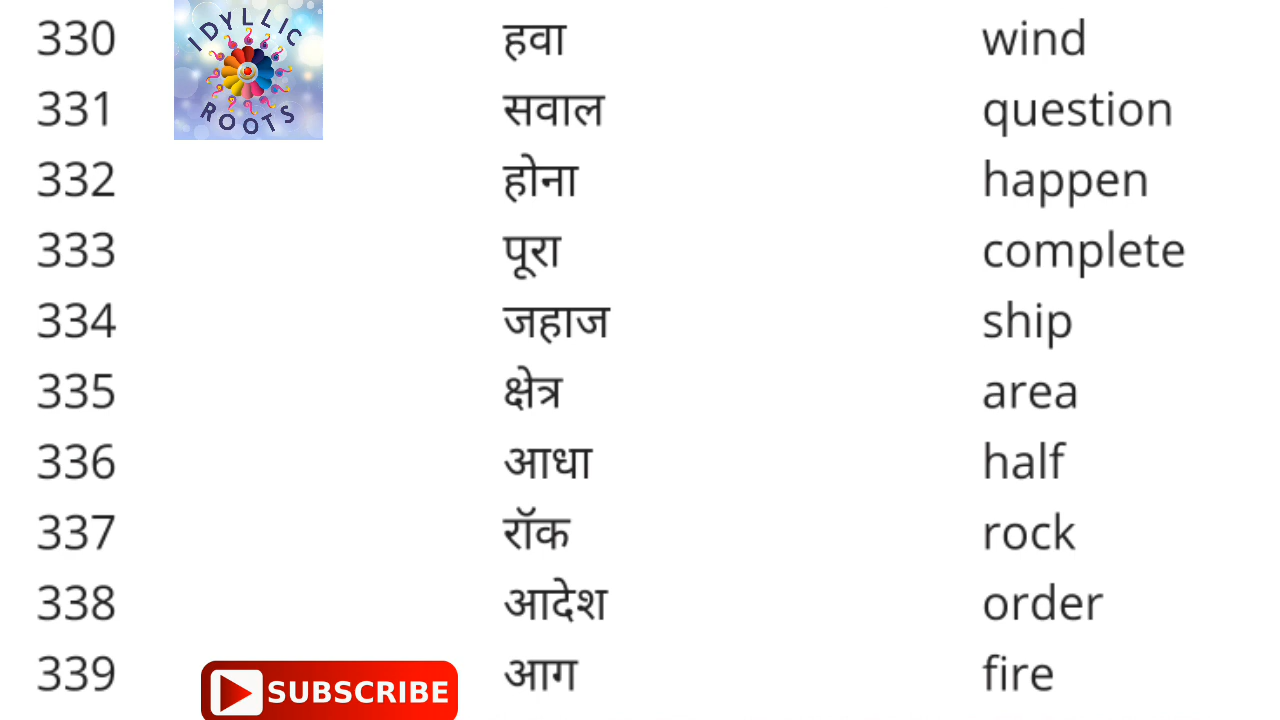 330 हवा wind
IDYLLIC ROOTS
331 सवाल question
332 होना happen
333 पूरा complete
334 जहाज ship
335 क्षेत्र area
336 आधा half
337 रॉक rock
338 आदेश order
339 आग fire
SUBSCRIBE